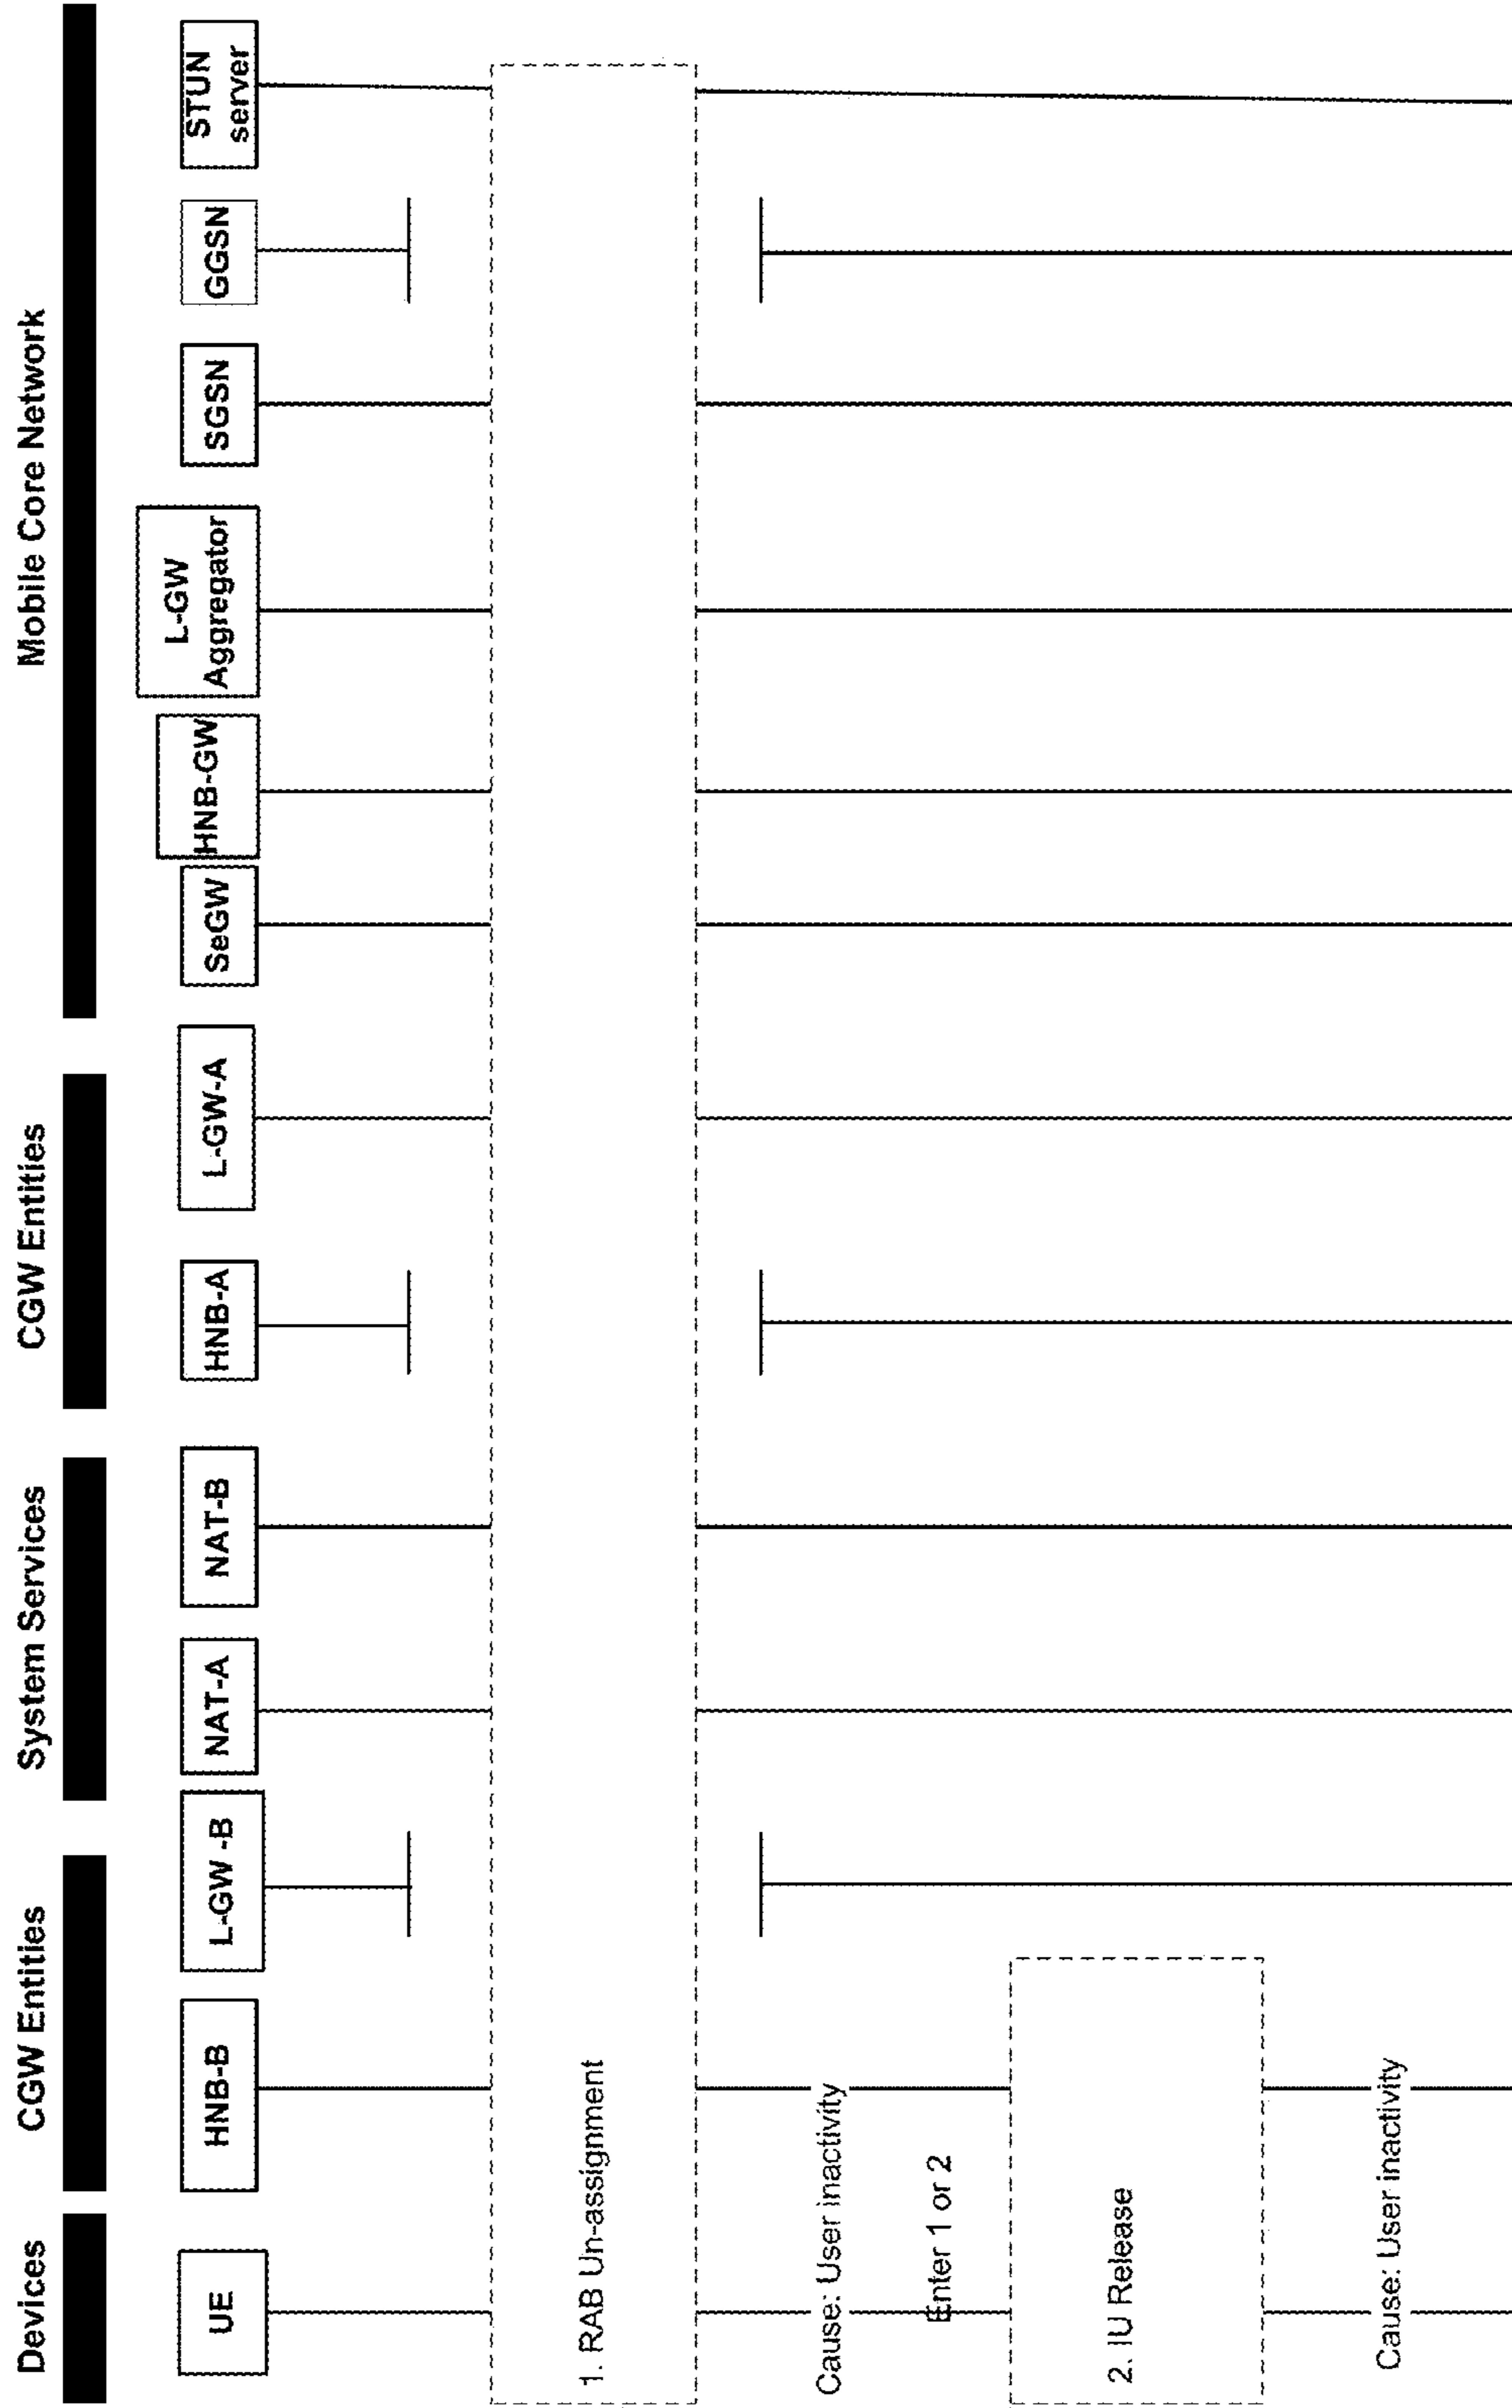 Devices
CGW Entities
System Services
CGW Entities
Mobile Core Network
UE
HNB-B
L-GW -B
NAT-A
NAT-B
HNB-A
L-GW-A
SeGW
HNB-GW
L-GW
Aggregator
SGSN
GGSN
STUN
server
1. RAB Un-assignment
Cause: User inactivity
Enter 1 or 2
2. IU Release
Cause: User inactivity